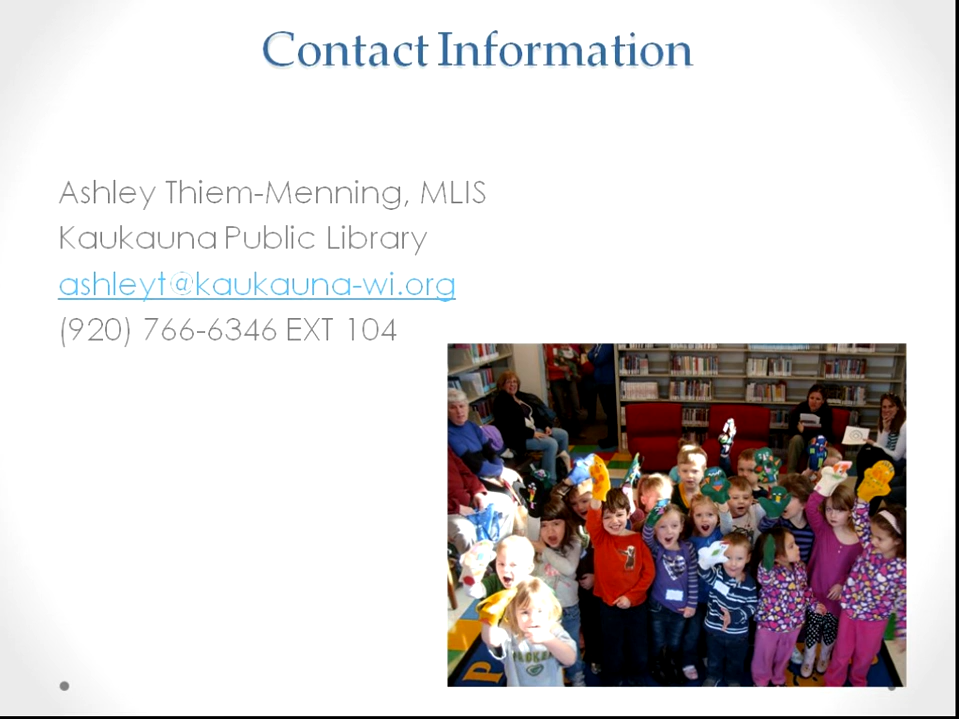 Contact Information
Ashley Thiem-Menning, MLIS
Kaukauna Public Library
ashleyt@kaukauna-wi.org
(920) 766-6346 EXT 104